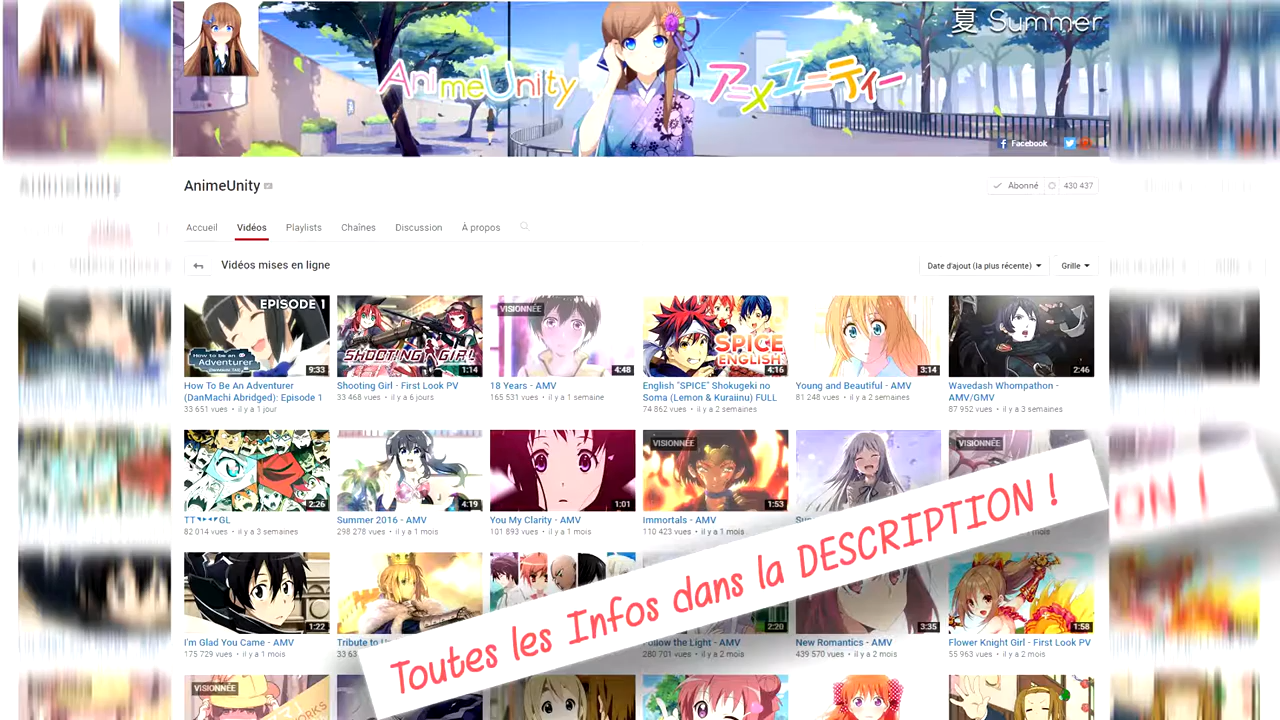 夏 Summer
AnimeUnity アニメユニティー
Facebook
AnimeUnity
Abonné 430 437
Accueil Vidéos Playlists Chaînes Discussion À propos
Vidéos mises en ligne
Date d'ajout (la plus récente) Grille
EPISODE 1
How to be an
Adventurer
9:33
SHOOTING GIRL
1:14
VISIONNÉE
4:48
SPICE
ENGLISH
4:16
3:14
2:46
How To Be An Adventurer
(DanMachi Abridged): Episode 1
33 651 vues • il y a 1 jour
Shooting Girl - First Look PV
33 468 vues • il y a 6 jours
18 Years - AMV
165 531 vues • il y a 1 semaine
English "SPICE" Shokugeki no
Soma (Lemon & Kuraiinu) FULL
74 862 vues • il y a 2 semaines
Young and Beautiful - AMV
81 248 vues • il y a 2 semaines
Wavedash Whompathon -
AMV/GMV
87 952 vues • il y a 3 semaines
2:26
4:19
1:01
VISIONNÉE
1:53
VISIONNÉE
82 014 vues • il y a 3 semaines
Summer 2016 - AMV
298 278 vues • il y a 1 mois
You My Clarity - AMV
101 893 vues • il y a 1 mois
Immortals - AMV
110 423 vues • il y a 1 mois
Toutes les Infos dans la DESCRIPTION !
ON !
1:22
2:20
3:35
1:58
I'm Glad You Came - AMV
175 729 vues • il y a 1 mois
Tribute to
33 63
Follow the Light - AMV
280 701 vues • il y a 2 mois
New Romantics - AMV
439 570 vues • il y a 2 mois
Flower Knight Girl - First Look PV
55 963 vues • il y a 2 mois
VISIONNÉE